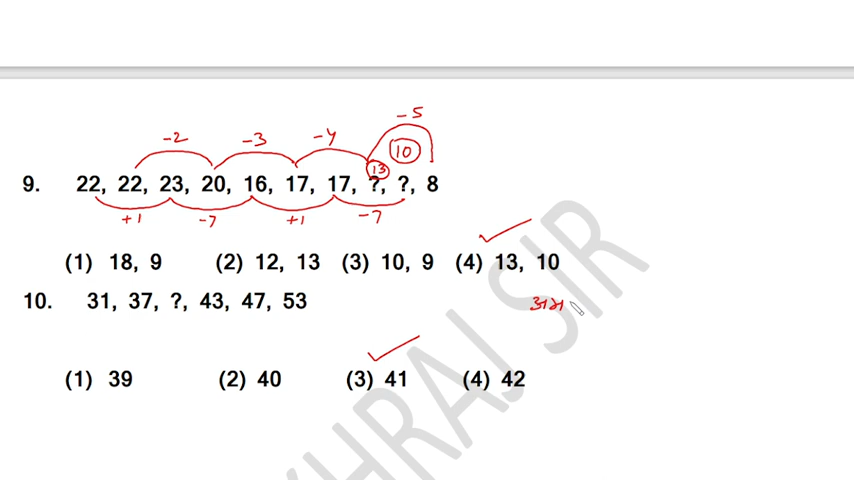 -5
-2 -3 -4 10
13
9. 22, 22, 23, 20, 16, 17, 17, ?, ?, 8
+1 -7 +1 -7
(1) 18, 9 (2) 12, 13 (3) 10, 9 (4) 13, 10
10. 31, 37, ?, 43, 47, 53
(1) 39 (2) 40 (3) 41 (4) 42
KHRAJ SIR